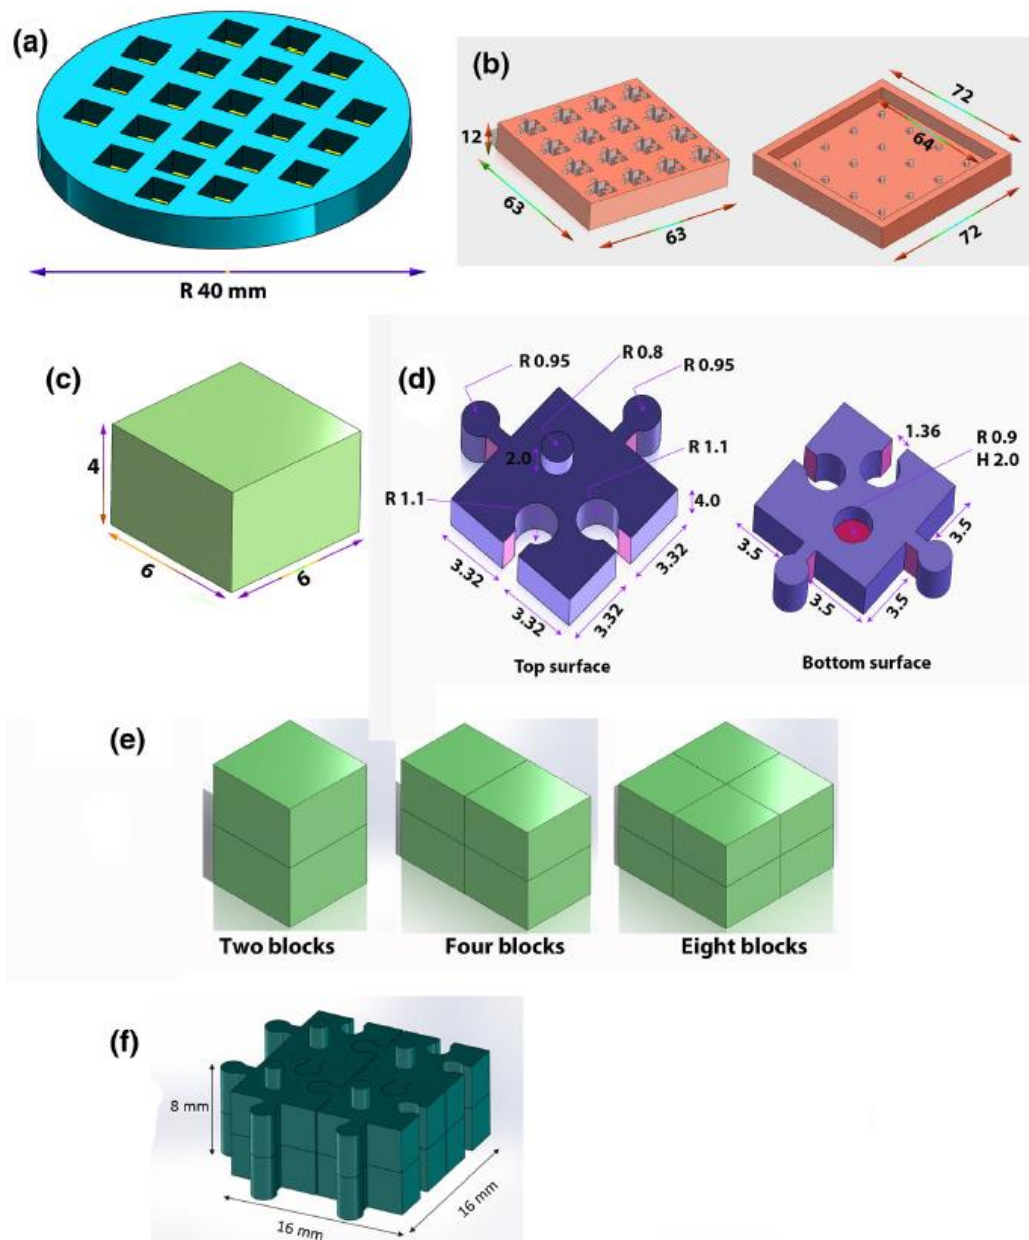 (a)
R 40 mm
(b)
12
63
63
72
64
72
(c)
4
6
6
(d)
R 0.95
R 0.8
R 0.95
2.0
R 1.1
R 1.1
4.0
3.32
3.32
3.32
3.32
Top surface
1.36
R 0.9
H 2.0
3.5
3.5
3.5
3.5
Bottom surface
(e)
Two blocks
Four blocks
Eight blocks
(f)
8 mm
16 mm
16 mm